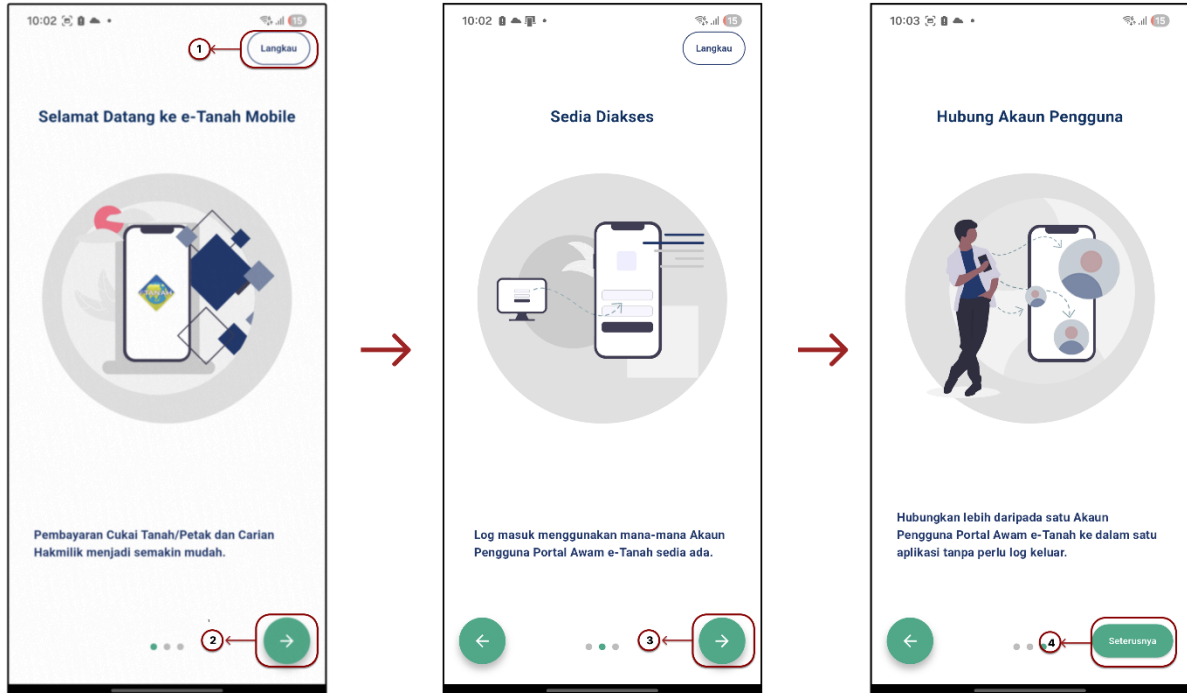 10:02
15
1
Langkau
Selamat Datang ke e-Tanah Mobile
Pembayaran Cukai Tanah/Petak dan Carian
Hakmilik menjadi semakin mudah.
2
10:02
15
Langkau
Sedia Diakses
Log masuk menggunakan mana-mana Akaun
Pengguna Portal Awam e-Tanah sedia ada.
3
10:03
15
Hubung Akaun Pengguna
Hubungkan lebih daripada satu Akaun
Pengguna Portal Awam e-Tanah ke dalam satu
aplikasi tanpa perlu log keluar.
4
Seterusnya